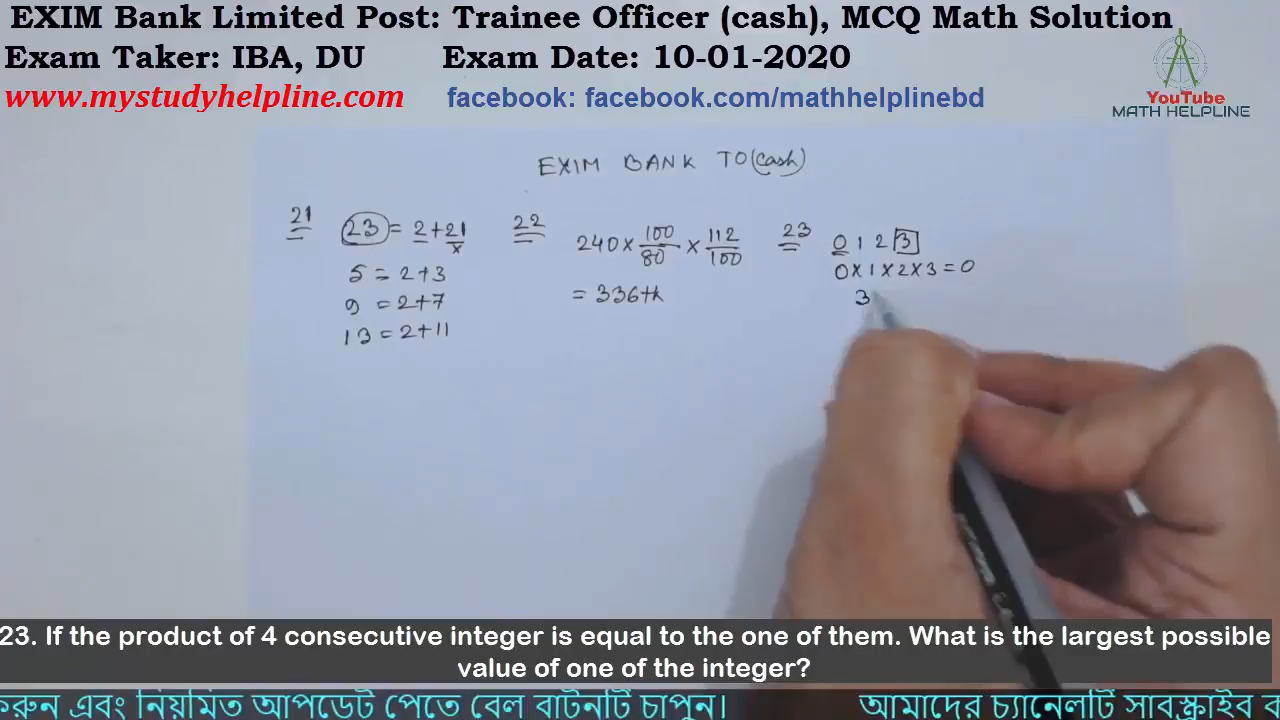 EXIM Bank Limited Post: Trainee Officer (cash), MCQ Math Solution
Exam Taker: IBA, DU Exam Date: 10-01-2020
www.mystudyhelpline.com facebook: facebook.com/mathhelplinebd
YouTube
MATH HELPLINE
EXIM BANK TO(cash)
21
23 = 2+21
x
5 = 2+3
9 = 2+7
13 = 2+11
22
240 × 100/80 × 112/100
= 336tk
23
0 1 2 3
0×1×2×3=0
3
23. If the product of 4 consecutive integer is equal to the one of them. What is the largest possible
value of one of the integer?
করুন এবং নিয়মিত আপডেট পেতে বেল বাটনটি চাপুন। আমাদের চ্যানেলটি সাবস্ক্রাইব ক